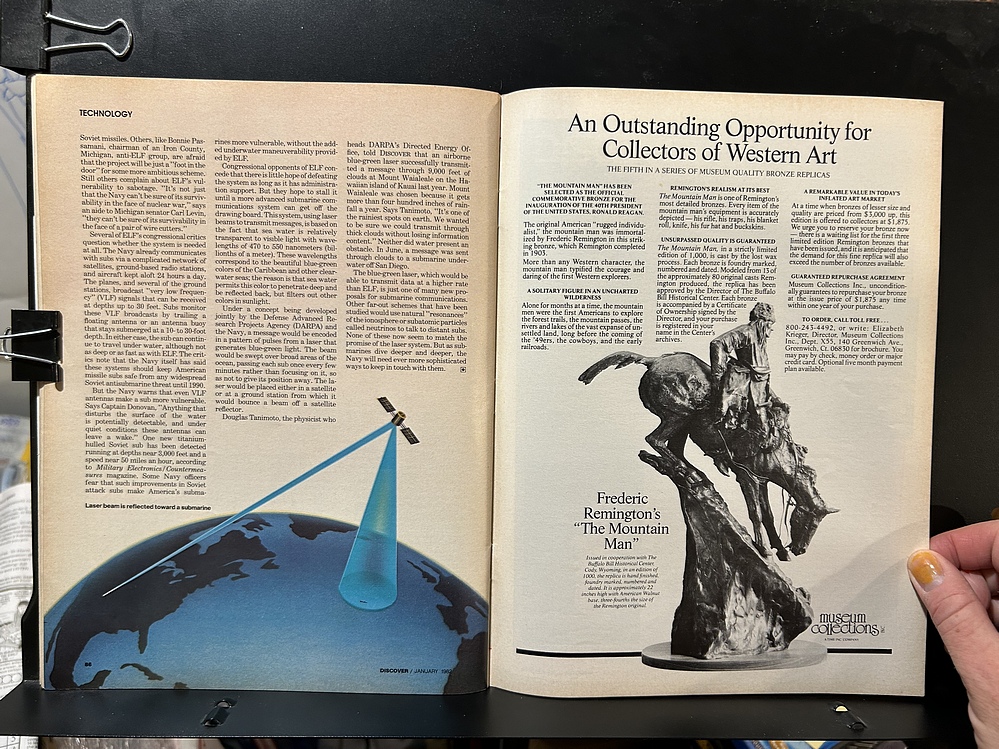 TECHNOLOGY
Soviet missiles. Others, like Bonnie Pas-
samani, chairman of an Iron County,
Michigan, anti-ELF group, are afraid
that the project will be just a "foot in the
door" for some more ambitious scheme.
Still others complain about ELF's vul-
nerability to sabotage. "It's not just
that the Navy can't be sure of its surviv-
ability in the face of nuclear war," says
an aide to Michigan senator Carl Levin,
"they can't be sure of its survivability in
the face of a pair of wire cutters."
Several of ELF's congressional critics
question whether the system is needed
at all. The Navy already communicates
with subs via a complicated network of
satellites, ground-based radio stations,
and aircraft kept aloft 24 hours a day.
The planes, and several of the ground
stations, broadcast "very low frequen-
cy" (VLF) signals that can be received
at depths up to 30 feet. Subs monitor
these VLF broadcasts by trailing a
floating antenna or an antenna buoy
that stays submerged at a 10- to 30-foot
depth. In either case, the sub can contin-
ue to travel under water, although not
as deep or as fast as with ELF. The crit-
ics note that the Navy itself has said
these systems should keep American
missile subs safe from any widespread
Soviet antisubmarine threat until 1990.
But the Navy warns that even VLF
antennas make a sub more vulnerable.
Says Captain Donovan, "Anything that
disturbs the surface of the water
is potentially detectable, and under
quiet conditions these antennas can
leave a wake." One new titanium-
hulled Soviet sub has been detected
running at depths near 3,000 feet and a
speed near 50 miles an hour, according
to Military Electronics/Countermea-
sures magazine. Some Navy officers
fear that such improvements in Soviet
attack subs make America's subma-
rines more vulnerable, without the add-
ed underwater maneuverability provid-
ed by ELF.
Congressional opponents of ELF con-
cede that there is little hope of defeating
the system as long as it has administra-
tion support. But they hope to stall it
until a more advanced submarine com-
munications system can get off the
drawing board. This system, using laser
beams to transmit messages, is based on
the fact that sea water is relatively
transparent to visible light with wave-
lengths of 470 to 550 nanometers (bil-
lionths of a meter). These wavelengths
correspond to the beautiful blue-green
colors of the Caribbean and other clear-
water seas; the reason is that sea water
permits this color to penetrate deep and
be reflected back, but filters out other
colors in sunlight.
Under a concept being developed
jointly by the Defense Advanced Re-
search Projects Agency (DARPA) and
the Navy, a message would be encoded
in a pattern of pulses from a laser that
generates blue-green light. The beam
would be swept over broad areas of the
ocean, passing each sub once every few
minutes rather than focusing on it, so
as not to give its position away. The la-
ser would be placed either in a satellite
or at a ground station from which it
would bounce a beam off a satellite
reflector.
Douglas Tanimoto, the physicist who
heads DARPA's Directed Energy Of-
fice, told DISCOVER that an airborne
blue-green laser successfully transmit-
ted a message through 9,000 feet of
clouds at Mount Waialeale on the Ha-
waiian island of Kauai last year. Mount
Waialeale was chosen because it gets
more than four hundred inches of rain-
fall a year. Says Tanimoto, "It's one of
the rainiest spots on earth. We wanted
to be sure we could transmit through
thick clouds without losing information
content." Neither did water present an
obstacle. In June, a message was sent
through clouds to a submarine under-
water off San Diego.
The blue-green laser, which would be
able to transmit data at a higher rate
than ELF, is just one of many new pro-
posals for submarine communications.
Other far-out schemes that have been
studied would use natural "resonances"
of the ionosphere or subatomic particles
called neutrinos to talk to distant subs.
None of these now seem to match the
promise of the laser system. But as sub-
marines dive deeper and deeper, the
Navy will need ever more sophisticated
ways to keep in touch with them.
Laser beam is reflected toward a submarine
DISCOVER / JANUARY 198
An Outstanding Opportunity for
Collectors of Western Art
THE FIFTH IN A SERIES OF MUSEUM QUALITY BRONZE REPLICAS
"THE MOUNTAIN MAN" HAS BEEN
SELECTED AS THE OFFICIAL
COMMEMORATIVE BRONZE FOR THE
INAUGURATION OF THE 40TH PRESIDENT
OF THE UNITED STATES, RONALD REAGAN.
The original American "rugged individu-
alist," the mountain man was immortal-
ized by Frederic Remington in this strik-
ing bronze, which Remington completed
in 1903.
More than any Western character, the
mountain man typified the courage and
daring of the first Western explorers.
A SOLITARY FIGURE IN AN UNCHARTED
WILDERNESS
Alone for months at a time, the mountain
men were the first Americans to explore
the forest trails, the mountain passes, the
rivers and lakes of the vast expanse of un-
settled land, long before the coming of
the '49ers, the cowboys, and the early
railroads.
REMINGTON'S REALISM AT ITS BEST
The Mountain Man is one of Remington's
most detailed bronzes. Every item of the
mountain man's equipment is accurately
depicted — his rifle, his traps, his blanket
roll, knife, his fur hat and buckskins.
UNSURPASSED QUALITY IS GUARANTEED
The Mountain Man, in a strictly limited
edition of 1,000, is cast by the lost wax
process. Each bronze is foundry marked,
numbered and dated. Modeled from 1 of
the approximately 80 original casts Rem-
ington produced, the replica has been
approved by the Director of The Buffalo
Bill Historical Center. Each bronze
is accompanied by a Certificate
of Ownership signed by the
Director, and your purchase
is registered in your
name in the Center's
archives.
A REMARKABLE VALUE IN TODAY'S
INFLATED ART MARKET
At a time when bronzes of lesser size and
quality are priced from $3,000 up, this
edition is offered to collectors at $1,875.
We urge you to reserve your bronze now
— there is a waiting list for the first three
limited edition Remington bronzes that
have been issued, and it is anticipated that
the demand for this fine replica will also
exceed the number of bronzes available.
GUARANTEED REPURCHASE AGREEMENT
Museum Collections Inc., uncondition-
ally guarantees to repurchase your bronze
at the issue price of $1,875 any time
within one year of your purchase.
TO ORDER, CALL TOLL FREE . . .
800-243-4492, or write: Elizabeth
Krieger, Director, Museum Collections
Inc., Dept. X55, 140 Greenwich Ave.,
Greenwich, Ct. 06830 for brochure. You
may pay by check, money order or major
credit card. Optional five month payment
plan available.
Frederic
Remington's
"The Mountain
Man"
Issued in cooperation with The
Buffalo Bill Historical Center,
Cody, Wyoming, in an edition of
1000, the replica is hand finished,
foundry marked, numbered and
dated. It is approximately 22
inches high with American Walnut
base, three-fourths the size of
the Remington original.
museum
collections
A TIME INC. COMPANY